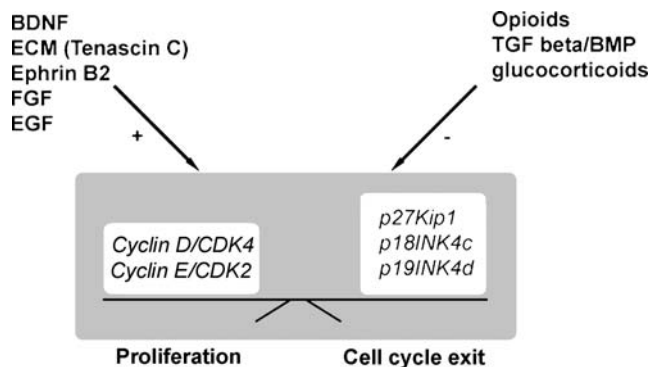 BDNF
ECM (Tenascin C)
Ephrin B2
FGF
EGF
Opioids
TGF beta/BMP
glucocorticoids
+
-
Cyclin D/CDK4
Cyclin E/CDK2
p27Kip1
p18INK4c
p19INK4d
Proliferation
Cell cycle exit